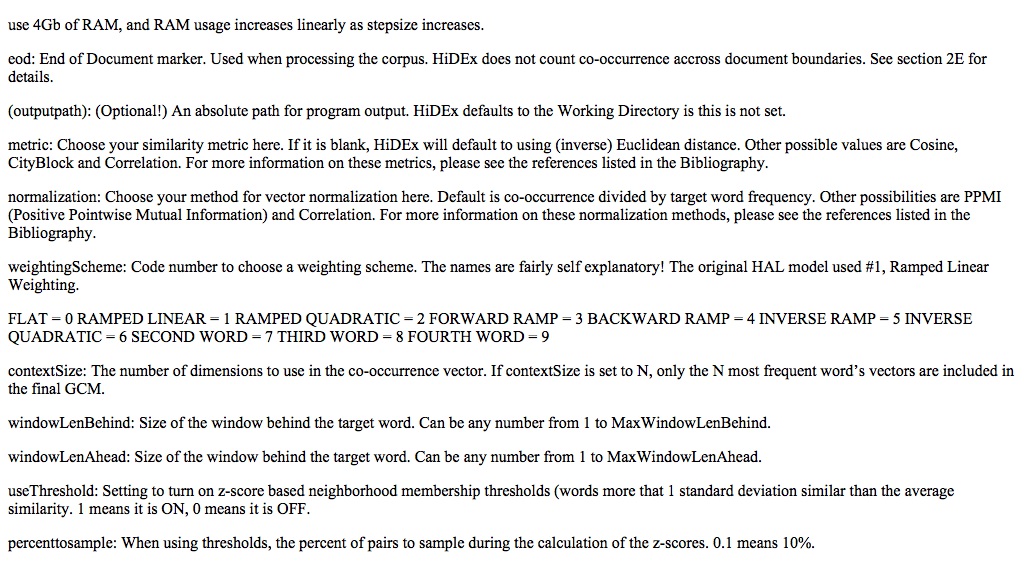 use 4Gb of RAM, and RAM usage increases linearly as stepsize increases.
eod: End of Document marker. Used when processing the corpus. HiDEx does not count co-occurrence accross document boundaries. See section 2E for
details.
(outputpath): (Optional!) An absolute path for program output. HiDEx defaults to the Working Directory is this is not set.
metric: Choose your similarity metric here. If it is blank, HiDEx will default to using (inverse) Euclidean distance. Other possible values are Cosine,
CityBlock and Correlation. For more information on these metrics, please see the references listed in the Bibliography.
normalization: Choose your method for vector normalization here. Default is co-occurrence divided by target word frequency. Other possibilities are PPMI
(Positive Pointwise Mutual Information) and Correlation. For more information on these normalization methods, please see the references listed in the
Bibliography.
weightingScheme: Code number to choose a weighting scheme. The names are fairly self explanatory! The original HAL model used #1, Ramped Linear
Weighting.
FLAT = 0 RAMPED LINEAR = 1 RAMPED QUADRATIC = 2 FORWARD RAMP = 3 BACKWARD RAMP = 4 INVERSE RAMP = 5 INVERSE
QUADRATIC = 6 SECOND WORD = 7 THIRD WORD = 8 FOURTH WORD = 9
contextSize: The number of dimensions to use in the co-occurrence vector. If contextSize is set to N, only the N most frequent word’s vectors are included in
the final GCM.
windowLenBehind: Size of the window behind the target word. Can be any number from 1 to MaxWindowLenBehind.
windowLenAhead: Size of the window behind the target word. Can be any number from 1 to MaxWindowLenAhead.
useThreshold: Setting to turn on z-score based neighborhood membership thresholds (words more that 1 standard deviation similar than the average
similarity. 1 means it is ON, 0 means it is OFF.
percenttosample: When using thresholds, the percent of pairs to sample during the calculation of the z-scores. 0.1 means 10%.